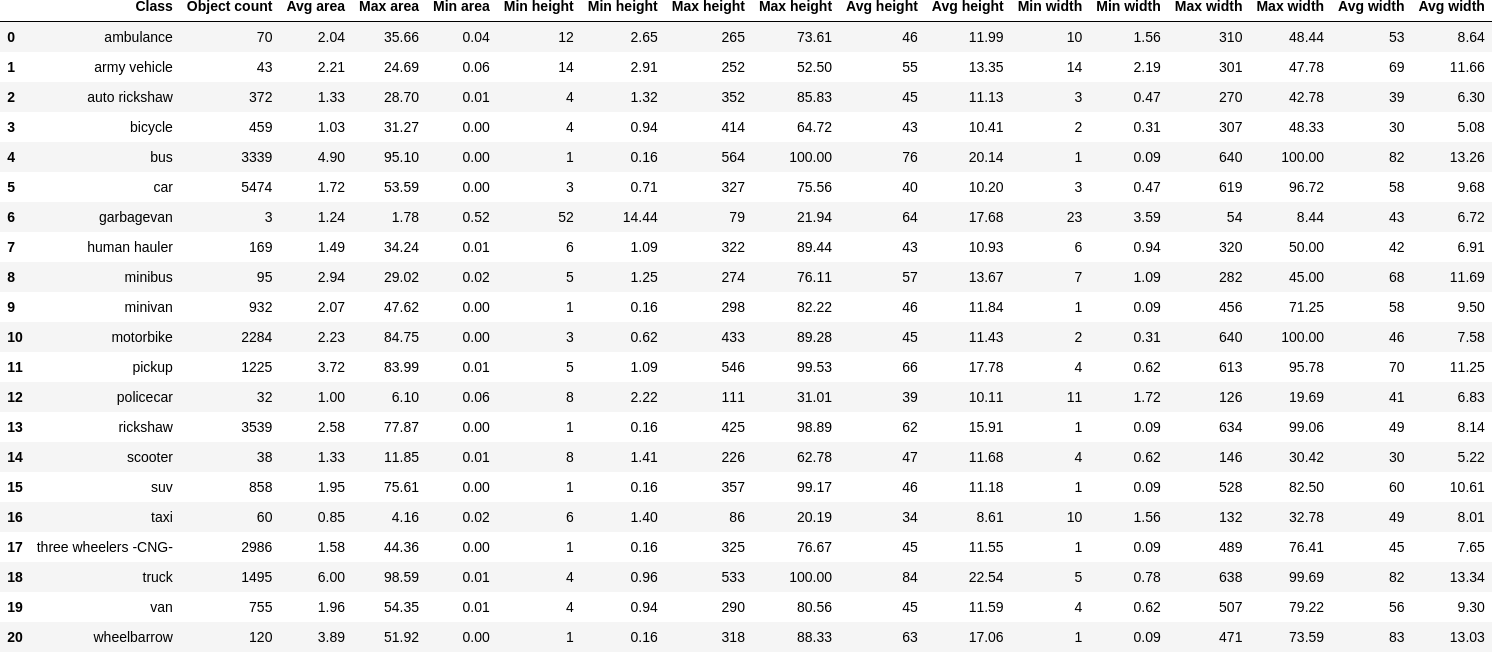 Class Object count Avg area Max area Min area Min height Min height Max height Max height Avg height Avg height Min width Min width Max width Max width Avg width Avg width
0 ambulance 70 2.04 35.66 0.04 12 2.65 265 73.61 46 11.99 10 1.56 310 48.44 53 8.64
1 army vehicle 43 2.21 24.69 0.06 14 2.91 252 52.50 55 13.35 14 2.19 301 47.78 69 11.66
2 auto rickshaw 372 1.33 28.70 0.01 4 1.32 352 85.83 45 11.13 3 0.47 270 42.78 39 6.30
3 bicycle 459 1.03 31.27 0.00 4 0.94 414 64.72 43 10.41 2 0.31 307 48.33 30 5.08
4 bus 3339 4.90 95.10 0.00 1 0.16 564 100.00 76 20.14 1 0.09 640 100.00 82 13.26
5 car 5474 1.72 53.59 0.00 3 0.71 327 75.56 40 10.20 3 0.47 619 96.72 58 9.68
6 garbagevan 3 1.24 1.78 0.52 52 14.44 79 21.94 64 17.68 23 3.59 54 8.44 43 6.72
7 human hauler 169 1.49 34.24 0.01 6 1.09 322 89.44 43 10.93 6 0.94 320 50.00 42 6.91
8 minibus 95 2.94 29.02 0.02 5 1.25 274 76.11 57 13.67 7 1.09 282 45.00 68 11.69
9 minivan 932 2.07 47.62 0.00 1 0.16 298 82.22 46 11.84 1 0.09 456 71.25 58 9.50
10 motorbike 2284 2.23 84.75 0.00 3 0.62 433 89.28 45 11.43 2 0.31 640 100.00 46 7.58
11 pickup 1225 3.72 83.99 0.01 5 1.09 546 99.53 66 17.78 4 0.62 613 95.78 70 11.25
12 policecar 32 1.00 6.10 0.06 8 2.22 111 31.01 39 10.11 11 1.72 126 19.69 41 6.83
13 rickshaw 3539 2.58 77.87 0.00 1 0.16 425 98.89 62 15.91 1 0.09 634 99.06 49 8.14
14 scooter 38 1.33 11.85 0.01 8 1.41 226 62.78 47 11.68 4 0.62 146 30.42 30 5.22
15 suv 858 1.95 75.61 0.00 1 0.16 357 99.17 46 11.18 1 0.09 528 82.50 60 10.61
16 taxi 60 0.85 4.16 0.02 6 1.40 86 20.19 34 8.61 10 1.56 132 32.78 49 8.01
17 three wheelers -CNG- 2986 1.58 44.36 0.00 1 0.16 325 76.67 45 11.55 1 0.09 489 76.41 45 7.65
18 truck 1495 6.00 98.59 0.01 4 0.96 533 100.00 84 22.54 5 0.78 638 99.69 82 13.34
19 van 755 1.96 54.35 0.01 4 0.94 290 80.56 45 11.59 4 0.62 507 79.22 56 9.30
20 wheelbarrow 120 3.89 51.92 0.00 1 0.16 318 88.33 63 17.06 1 0.09 471 73.59 83 13.03